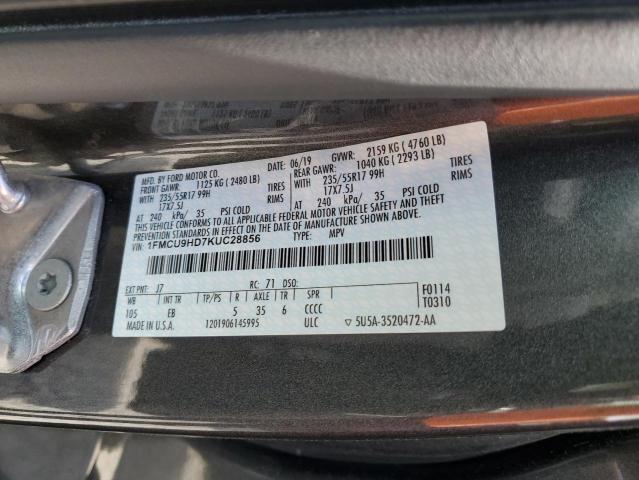 MFD. BY FORD MOTOR CO.
DATE: 06/19 GVWR: 2159 KG ( 4760 LB)
FRONT GAWR: 1125 KG ( 2480 LB) REAR GAWR: 1040 KG ( 2293 LB)
WITH 235/55R17 99H TIRES WITH 235/55R17 99H TIRES
17X7.5J RIMS 17X7.5J RIMS
AT 240 kPa/ 35 PSI COLD AT 240 kPa/ 35 PSI COLD
THIS VEHICLE CONFORMS TO ALL APPLICABLE FEDERAL MOTOR VEHICLE SAFETY AND THEFT PREVENTION STANDARDS IN EFFECT ON THE DATE OF MANUFACTURE SHOWN ABOVE.
VIN: 1FMCU9HD7KUC28856
TYPE: MPV
EXT PNT: J7 RC: 71 DSO:
WB INT TR TP/PS R AXLE TR SPR
105 EB 5 35 6 CCCC
F0114
T0310
MADE IN U.S.A. 1201906145995 ULC ▽ 5U5A-3520472-AA